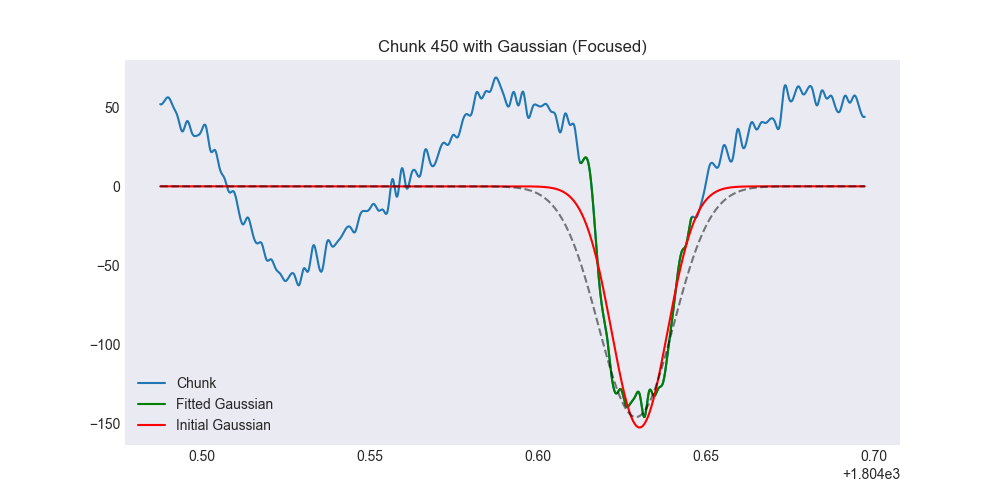 Chunk 450 with Gaussian (Focused)
50
0
−50
−100
−150
Chunk
Fitted Gaussian
Initial Gaussian
0.50 0.55 0.60 0.65 0.70
+1.804e3